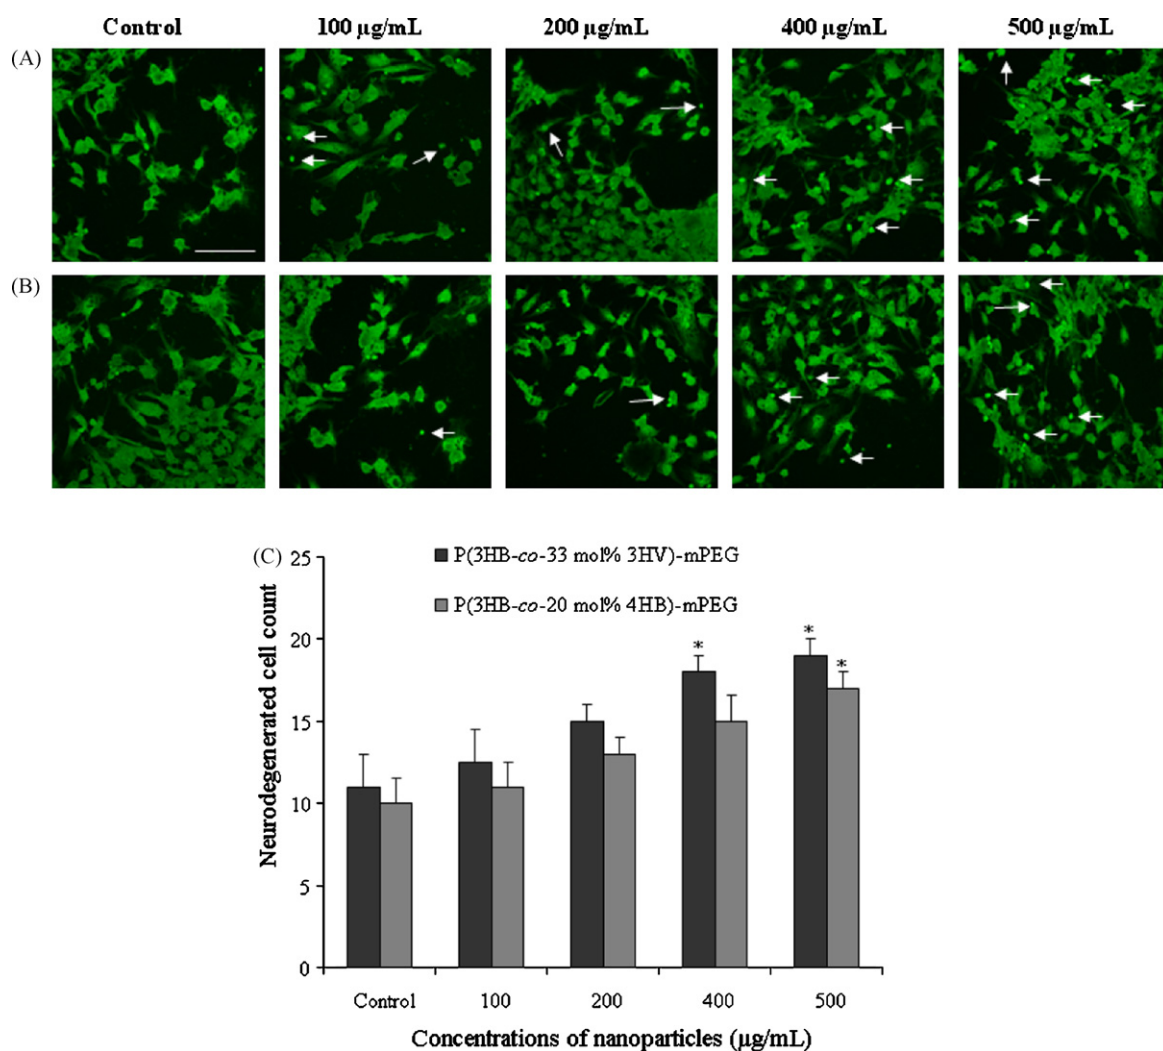 Control 100 µg/mL 200 µg/mL 400 µg/mL 500 µg/mL
(A)
(B)
(C)
P(3HB-co-33 mol% 3HV)-mPEG
P(3HB-co-20 mol% 4HB)-mPEG
25
20
15
10
5
0
* * *
Neurodegenerated cell count
Control 100 200 400 500
Concentrations of nanoparticles (µg/mL)